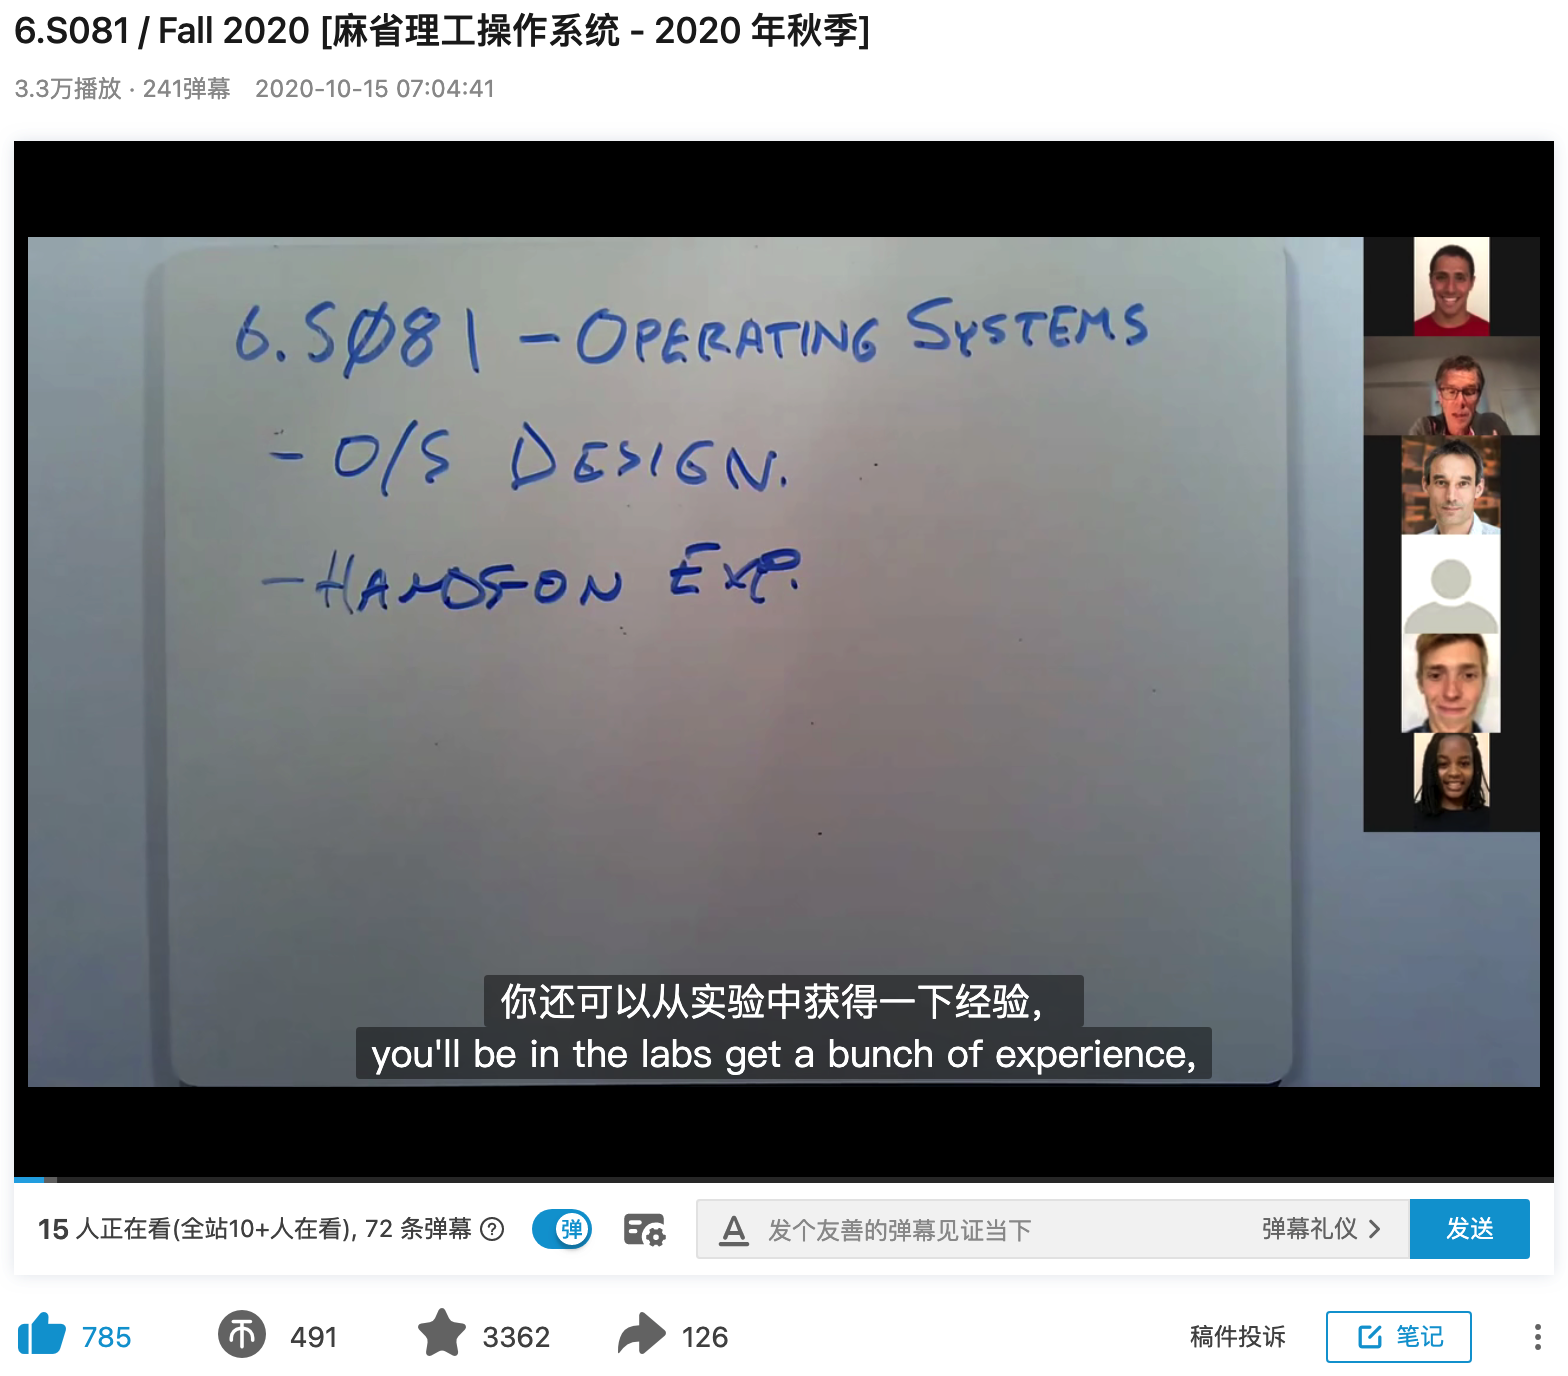 6.S081 / Fall 2020 [麻省理工操作系统 - 2020 年秋季]
3.3万播放 · 241弹幕 2020-10-15 07:04:41
6.SØ81 - OPERATING SYSTEMS
- O/S DESIGN.
- HANDS-ON EXP.
你还可以从实验中获得一下经验,
you'll be in the labs get a bunch of experience,
15 人正在看(全站10+人在看), 72 条弹幕 ?
弹
A 发个友善的弹幕见证当下 弹幕礼仪 > 发送
785 491 3362 126 稿件投诉 笔记